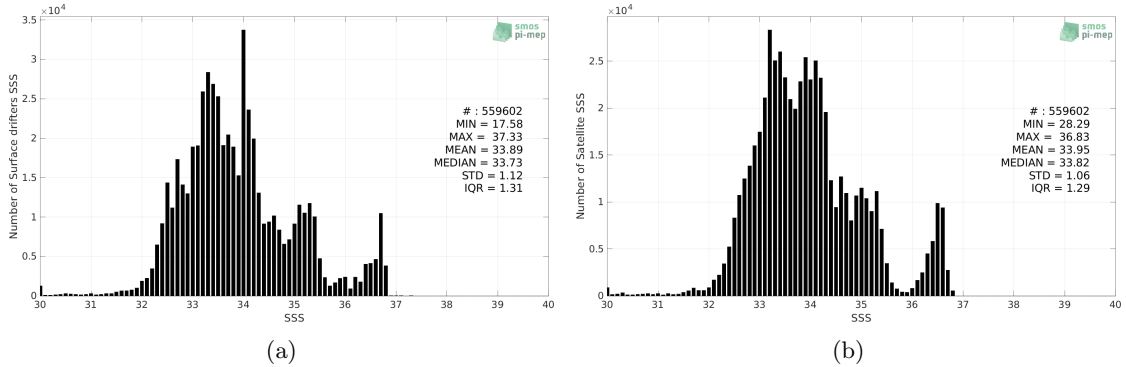 ×10⁴
3.5
3
2.5
2
1.5
1
0.5
0
30 31 32 33 34 35 36 37 38 39 40
SSS
Number of Surface drifters SSS
smos
pi-mep
# : 559602
MIN = 17.58
MAX = 37.33
MEAN = 33.89
MEDIAN = 33.73
STD = 1.12
IQR = 1.31
(a)
×10⁴
2.5
2
1.5
1
0.5
0
30 31 32 33 34 35 36 37 38 39 40
SSS
Number of Satellite SSS
smos
pi-mep
# : 559602
MIN = 28.29
MAX = 36.83
MEAN = 33.95
MEDIAN = 33.82
STD = 1.06
IQR = 1.29
(b)